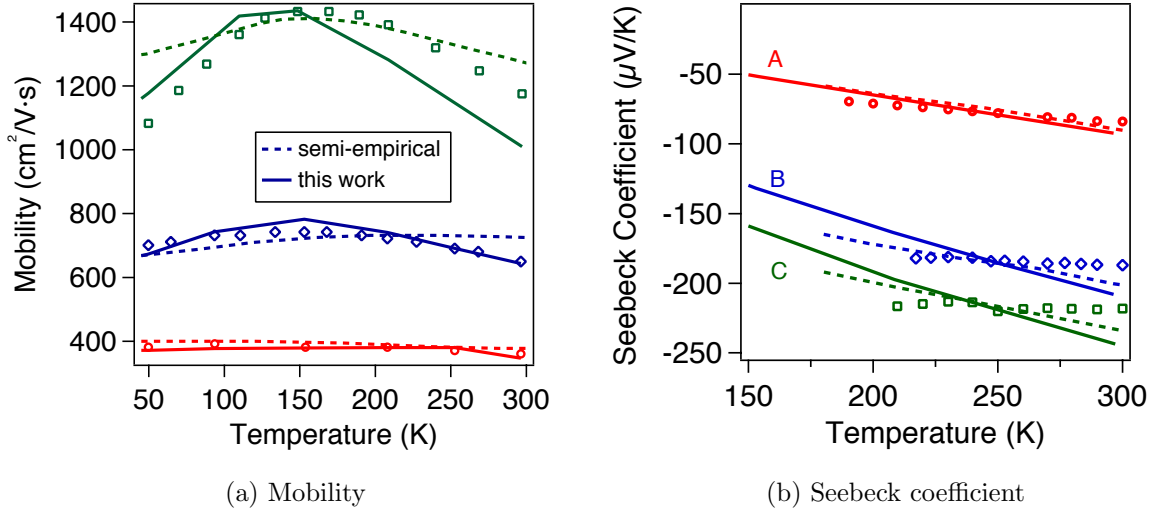 Mobility (cm²/V·s)
1400
1200
1000
800
600
400
semi-empirical
this work
50
100
150
200
250
300
Temperature (K)
(a) Mobility
Seebeck Coefficient (µV/K)
-50
-100
-150
-200
-250
A
B
C
150
200
250
300
Temperature (K)
(b) Seebeck coefficient